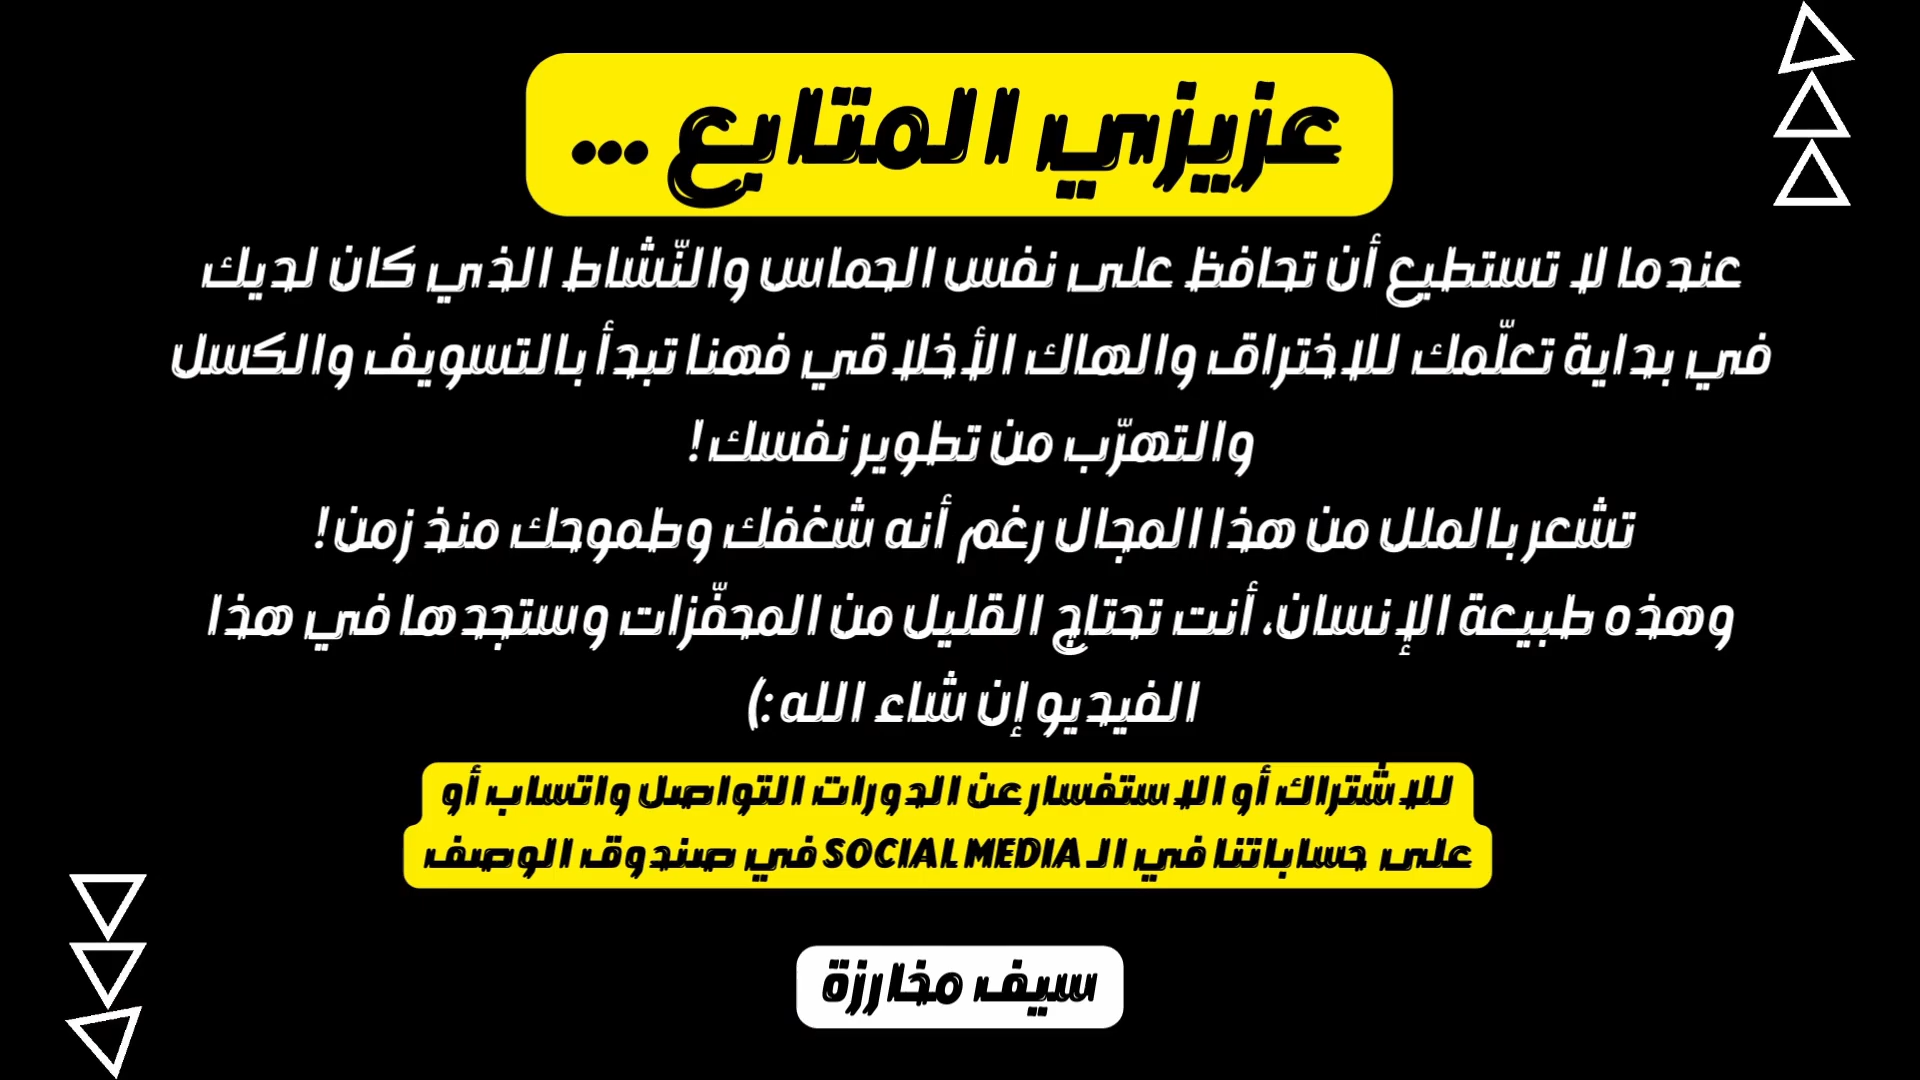 عزيزي المتابع ...
عندما لا تستطيع أن تحافظ على نفس الحماس والنّشاط الذي كان لديك
في بداية تعلّمك للاختراق والهاك الأخلاقي فهنا تبدأ بالتسويف والكسل
والتهرّب من تطوير نفسك!
تشعر بالملل من هذا المجال رغم أنه شغفك وطموحك منذ زمن!
وهذه طبيعة الإنسان، أنت تحتاج القليل من المحفّزات وستجدها في هذا
الفيديو إن شاء الله :)
للاشتراك أو الاستفسار عن الدورات التواصل واتساب أو
على حساباتنا في الـ SOCIAL MEDIA في صندوق الوصف
سيف مخارزة